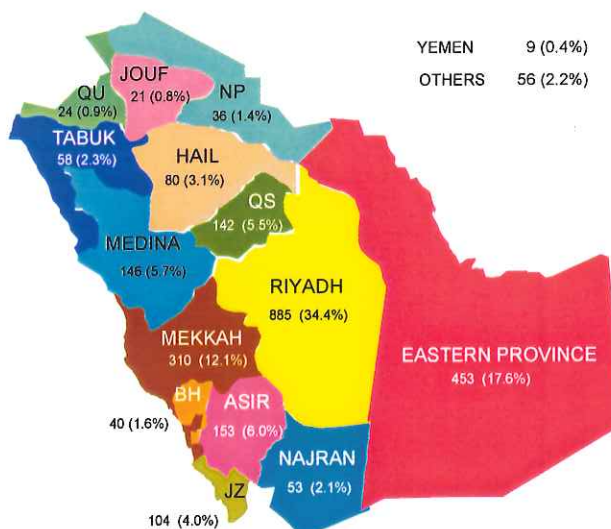 YEMEN 9 (0.4%)
OTHERS 56 (2.2%)
JOUF
21 (0.8%)
QU
24 (0.9%)
NP
36 (1.4%)
TABUK
58 (2.3%)
HAIL
80 (3.1%)
QS
142 (5.5%)
MEDINA
146 (5.7%)
RIYADH
885 (34.4%)
MEKKAH
310 (12.1%)
EASTERN PROVINCE
453 (17.6%)
BH
40 (1.6%)
ASIR
153 (6.0%)
NAJRAN
53 (2.1%)
JZ
104 (4.0%)